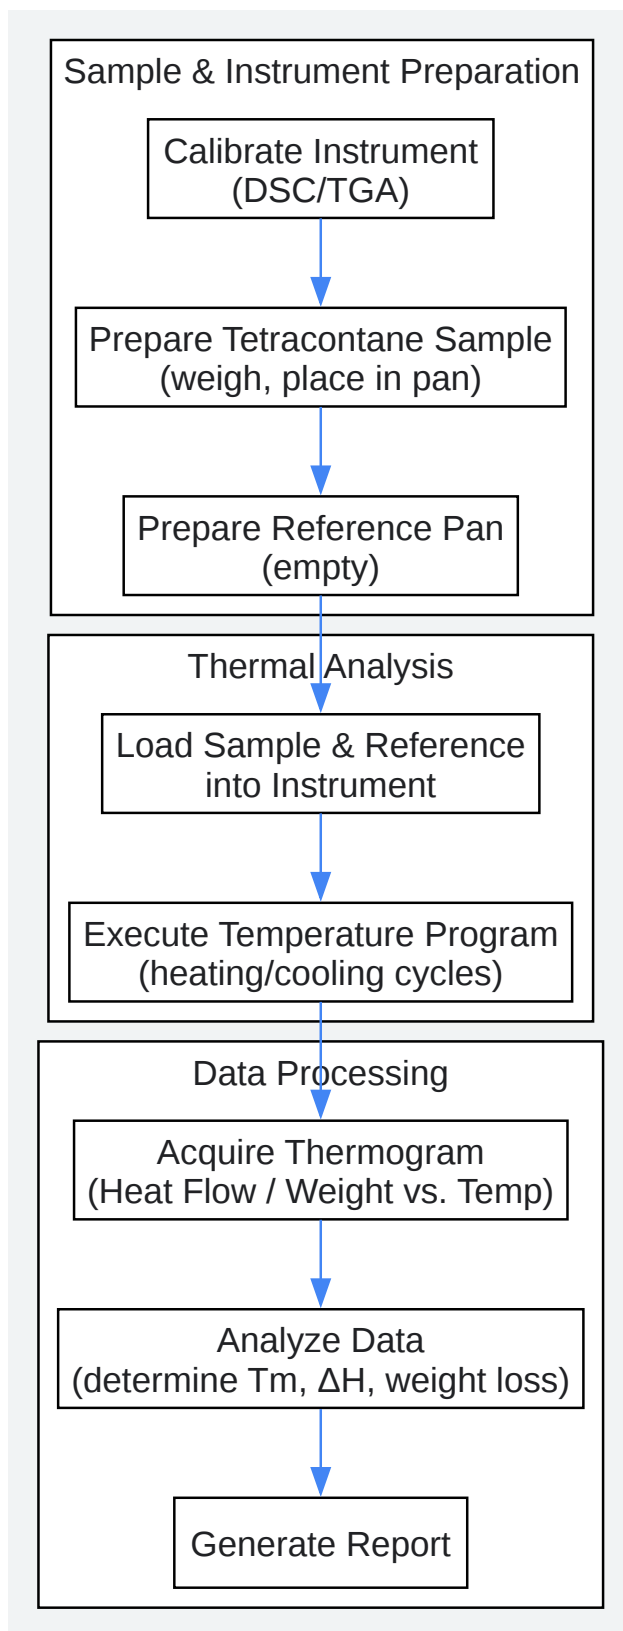 Sample & Instrument Preparation
Calibrate Instrument
(DSC/TGA)
Prepare Tetracontane Sample
(weigh, place in pan)
Prepare Reference Pan
(empty)
Thermal Analysis
Load Sample & Reference
into Instrument
Execute Temperature Program
(heating/cooling cycles)
Data Processing
Acquire Thermogram
(Heat Flow / Weight vs. Temp)
Analyze Data
(determine Tm, ΔH, weight loss)
Generate Report